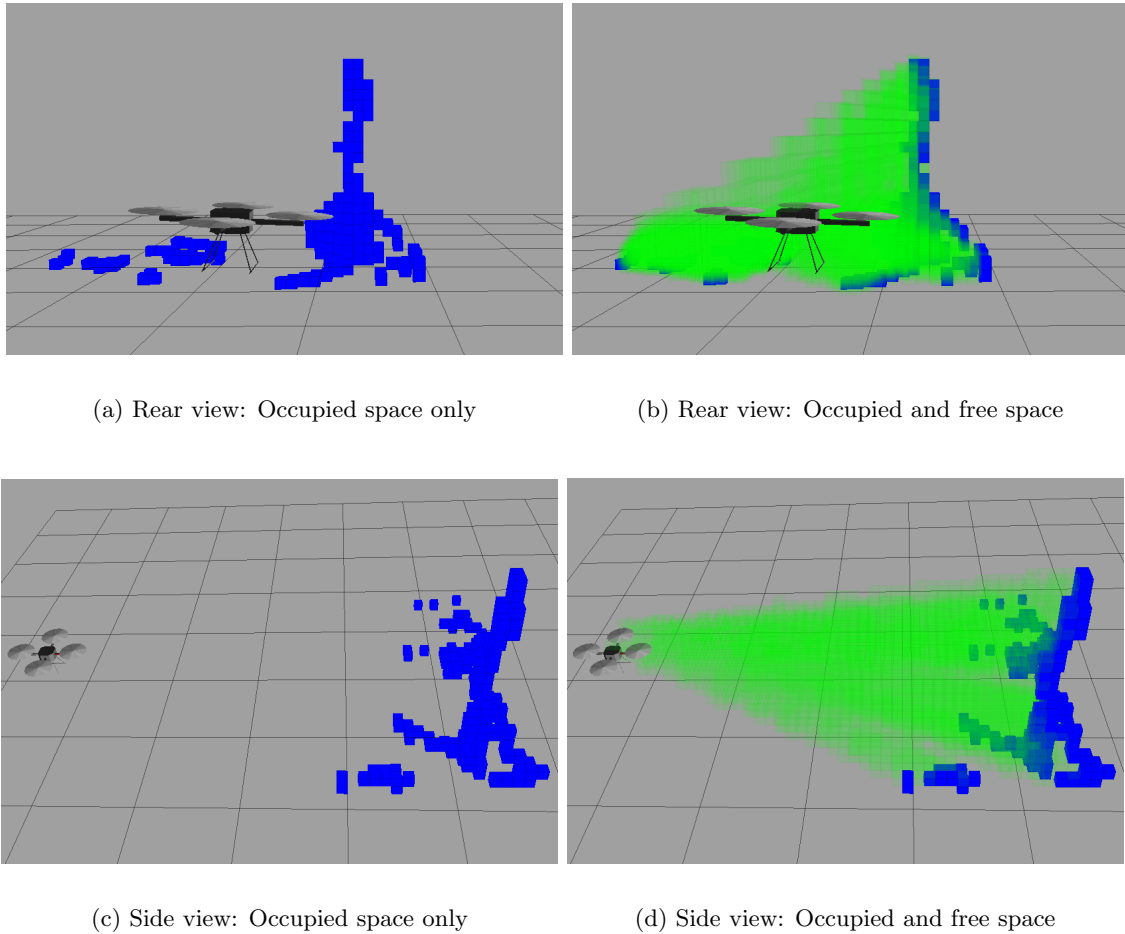 (a) Rear view: Occupied space only
(b) Rear view: Occupied and free space
(c) Side view: Occupied space only
(d) Side view: Occupied and free space